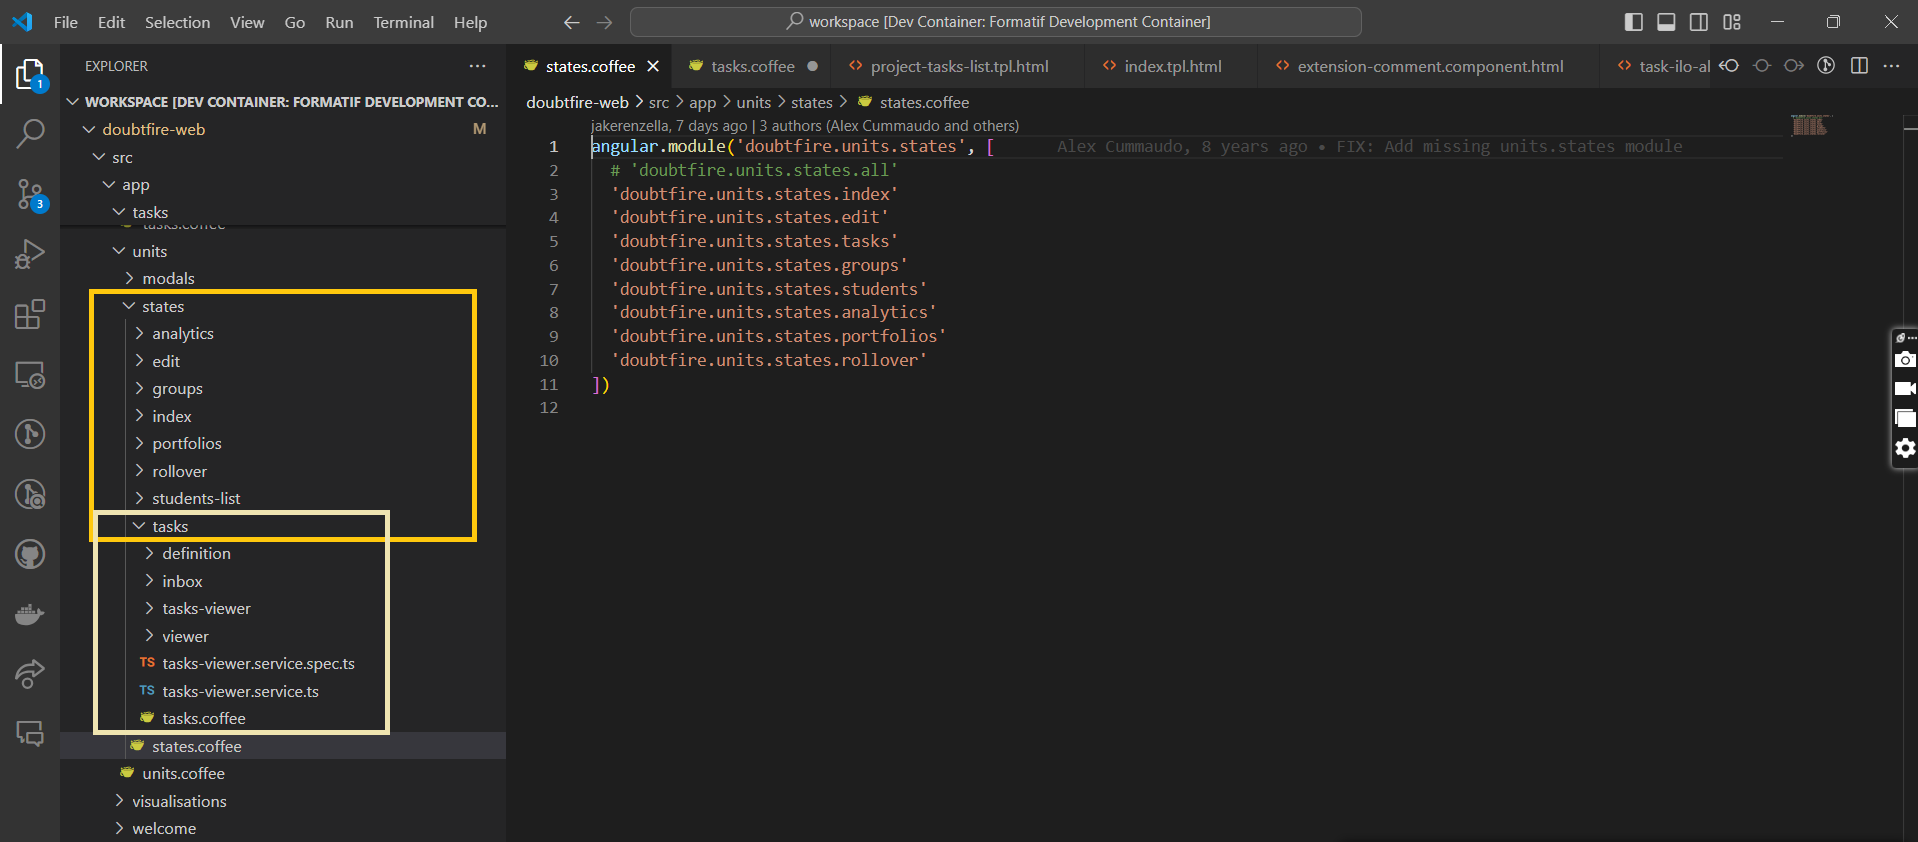 File Edit Selection View Go Run Terminal Help
workspace [Dev Container: Formatif Development Container]
EXPLORER
WORKSPACE [DEV CONTAINER: FORMATIF DEVELOPMENT CO...
doubtfire-web M
src
app
tasks
tasks.coffee
units
modals
states
analytics
edit
groups
index
portfolios
rollover
students-list
tasks
definition
inbox
tasks-viewer
viewer
TS tasks-viewer.service.spec.ts
TS tasks-viewer.service.ts
tasks.coffee
states.coffee
units.coffee
visualisations
welcome
1
3
states.coffee tasks.coffee project-tasks-list.tpl.html index.tpl.html extension-comment.component.html task-ilo-al
doubtfire-web > src > app > units > states > states.coffee
jakerenzella, 7 days ago | 3 authors (Alex Cummaudo and others)
1 angular.module('doubtfire.units.states', [ Alex Cummaudo, 8 years ago • FIX: Add missing units.states module
2 # 'doubtfire.units.states.all'
3 'doubtfire.units.states.index'
4 'doubtfire.units.states.edit'
5 'doubtfire.units.states.tasks'
6 'doubtfire.units.states.groups'
7 'doubtfire.units.states.students'
8 'doubtfire.units.states.analytics'
9 'doubtfire.units.states.portfolios'
10 'doubtfire.units.states.rollover'
11 ])
12